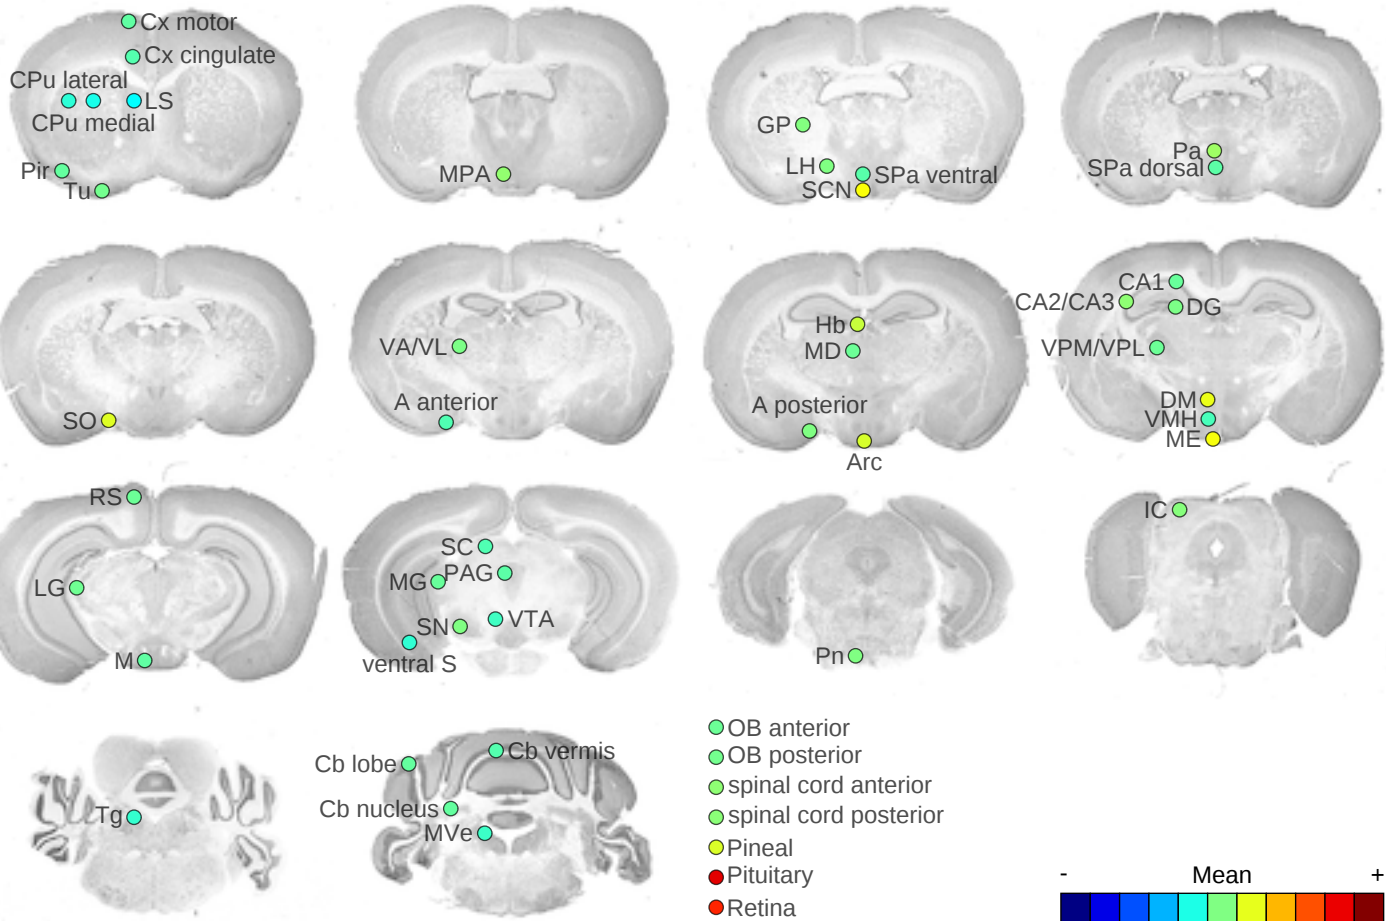 Cx motor
Cx cingulate
CPu lateral
LS
CPu medial
Pir
Tu
MPA
GP
LH
SPa ventral
SCN
Pa
SPa dorsal
SO
VA/VL
A anterior
Hb
MD
A posterior
Arc
CA1
CA2/CA3
DG
VPM/VPL
DM
VMH
ME
RS
LG
M
SC
MG
PAG
SN
VTA
ventral S
Pn
IC
Tg
Cb lobe
Cb vermis
Cb nucleus
MVe
OB anterior
OB posterior
spinal cord anterior
spinal cord posterior
Pineal
Pituitary
Retina
- Mean +